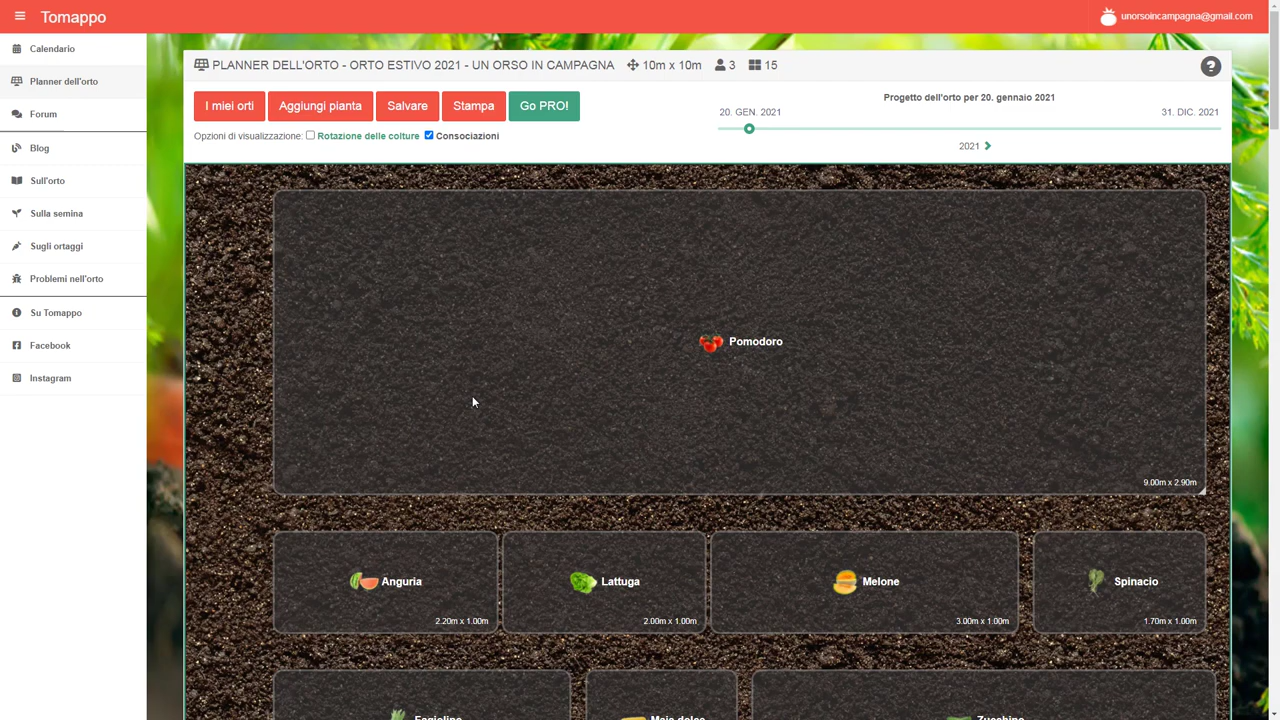 Tomappo
unorsoincampagna@gmail.com
Calendario
Planner dell'orto
Forum
Blog
Sull'orto
Sulla semina
Sugli ortaggi
Problemi nell'orto
Su Tomappo
Facebook
Instagram
PLANNER DELL'ORTO - ORTO ESTIVO 2021 - UN ORSO IN CAMPAGNA 10m x 10m 3 15
?
I miei orti Aggiungi pianta Salvare Stampa Go PRO!
Opzioni di visualizzazione: Rotazione delle colture Consociazioni
Progetto dell'orto per 20. gennaio 2021
20. GEN. 2021 31. DIC. 2021
2021
Pomodoro
9.00m x 2.90m
Anguria Lattuga Melone Spinacio
2.20m x 1.00m 2.00m x 1.00m 3.00m x 1.00m 1.70m x 1.00m
Fagiolino Mais dolce Zucchino